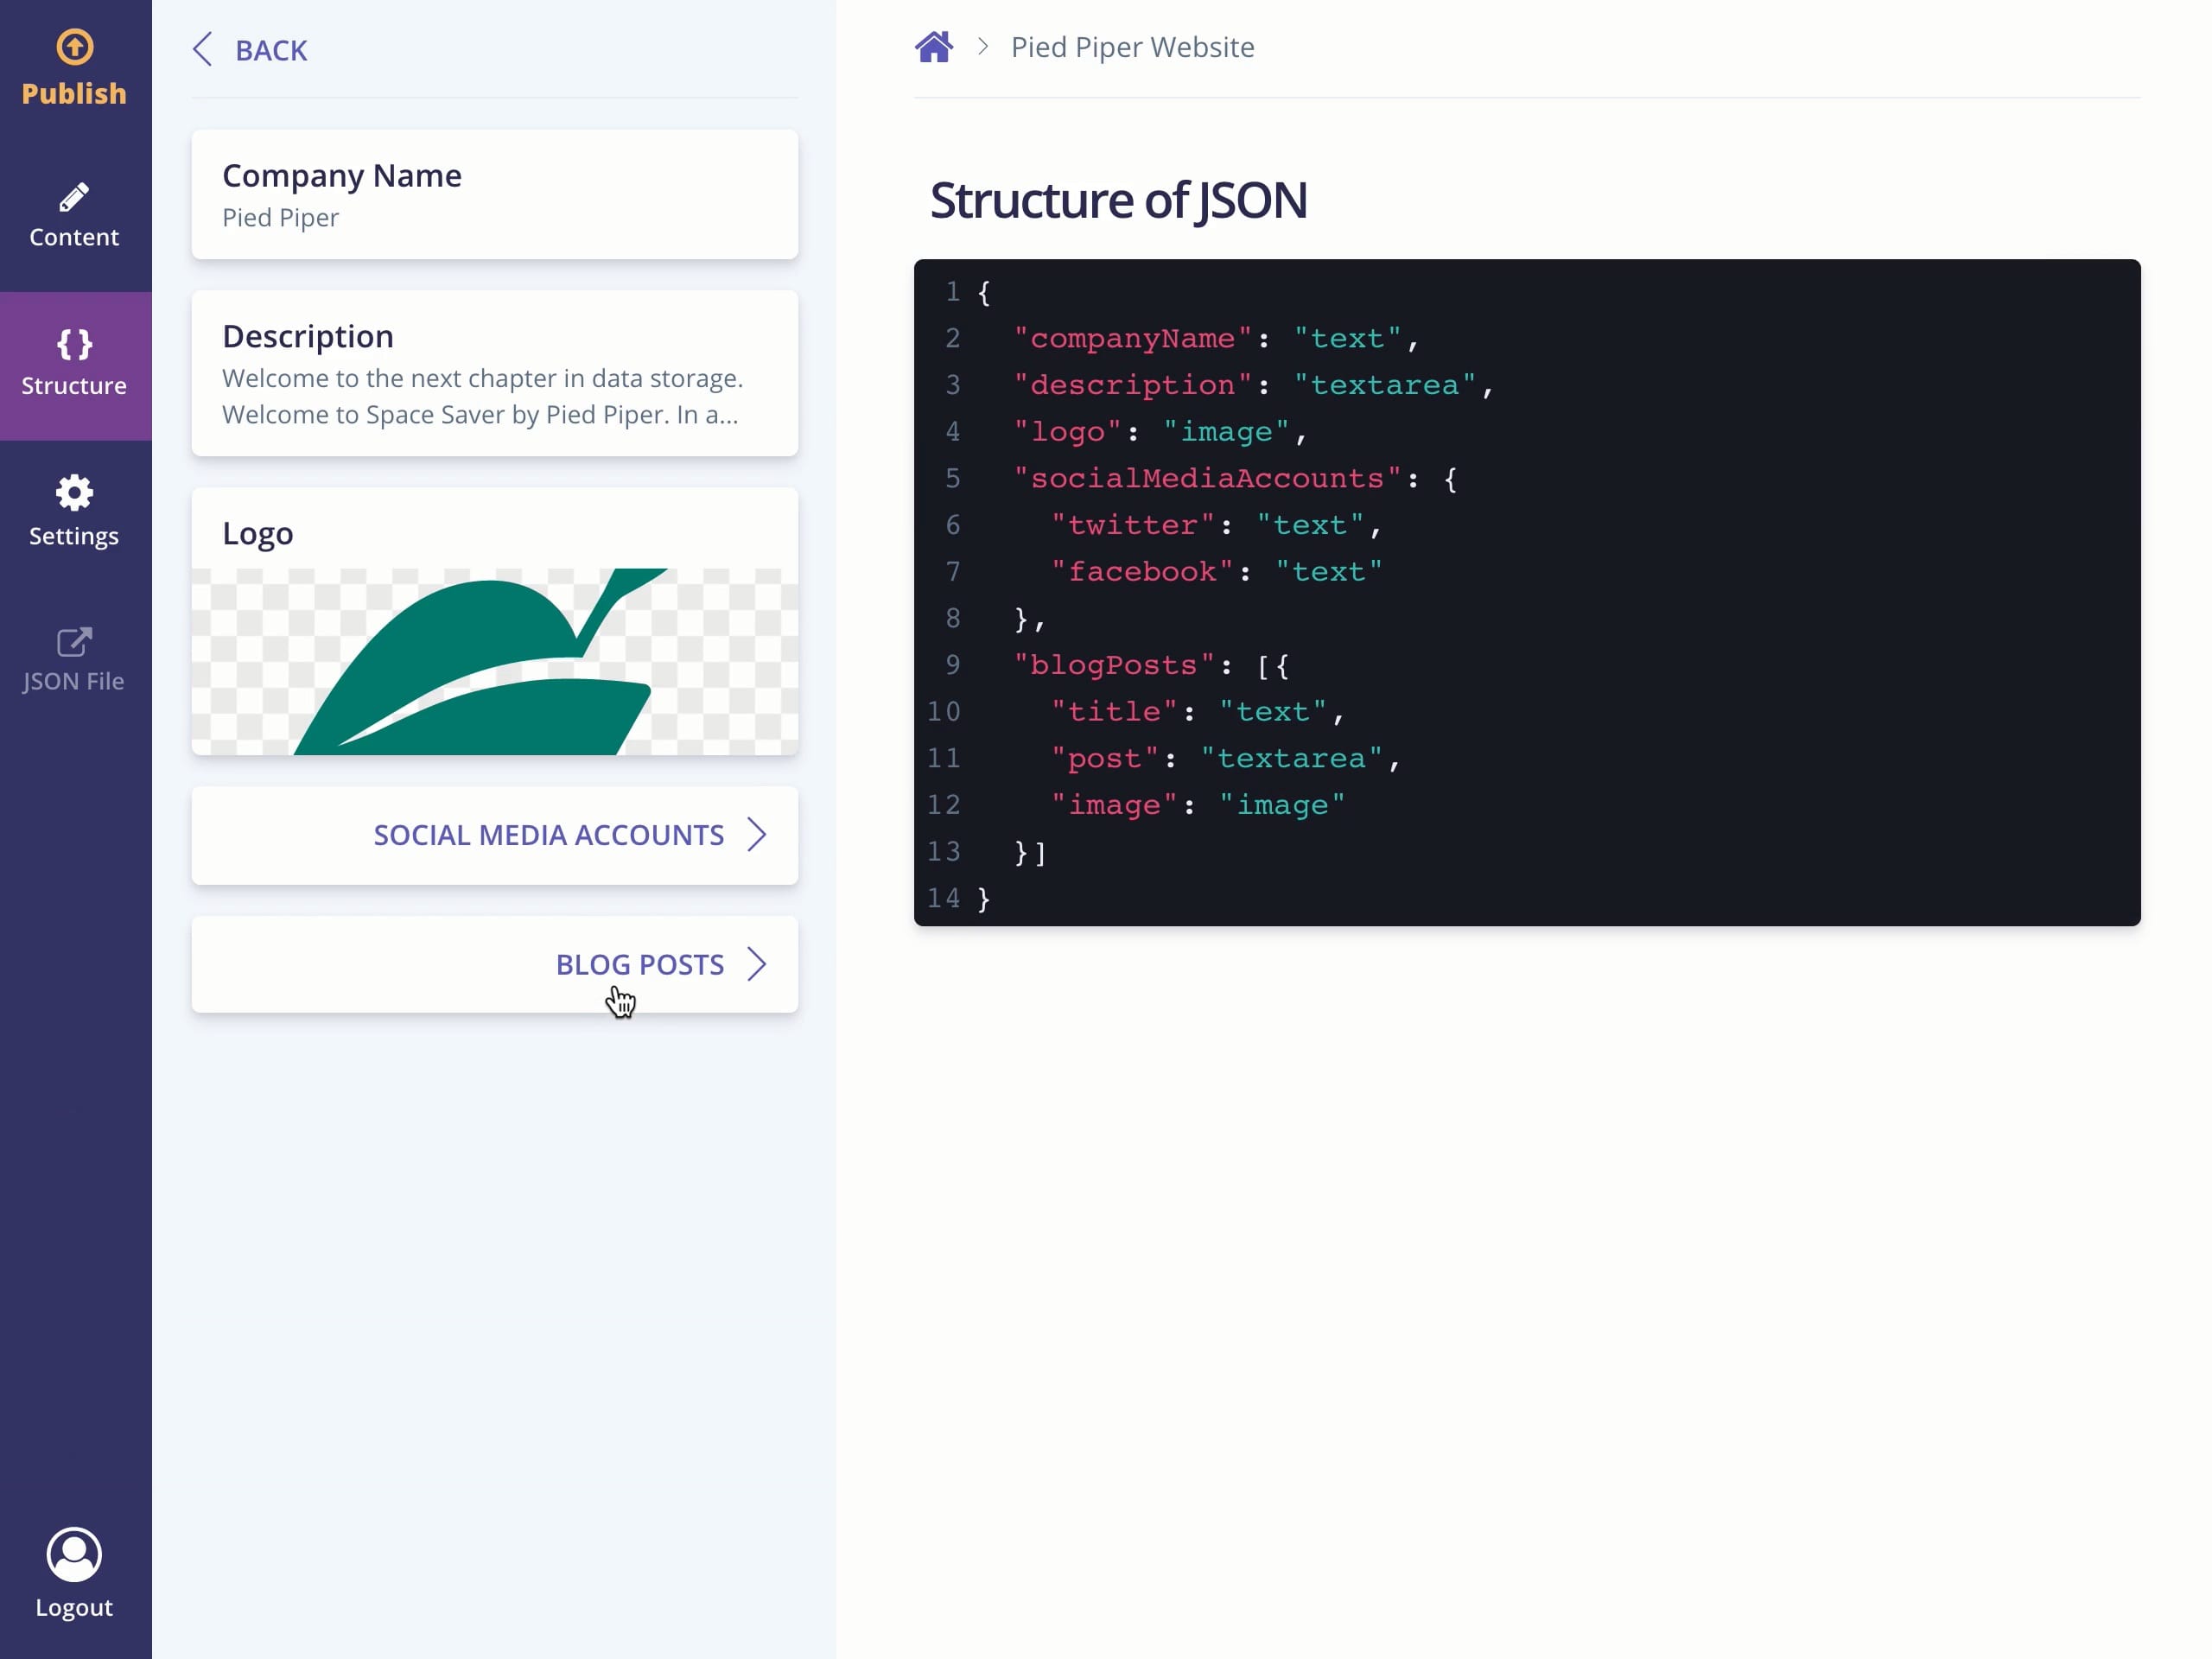 Publish
Content
{ }
Structure
Settings
JSON File
Logout
BACK
Company Name
Pied Piper
Description
Welcome to the next chapter in data storage.
Welcome to Space Saver by Pied Piper. In a...
Logo
SOCIAL MEDIA ACCOUNTS
BLOG POSTS
Pied Piper Website
Structure of JSON
1 {
2   "companyName": "text",
3   "description": "textarea",
4   "logo": "image",
5   "socialMediaAccounts": {
6     "twitter": "text",
7     "facebook": "text"
8   },
9   "blogPosts": [{
10     "title": "text",
11     "post": "textarea",
12     "image": "image"
13   }]
14 }